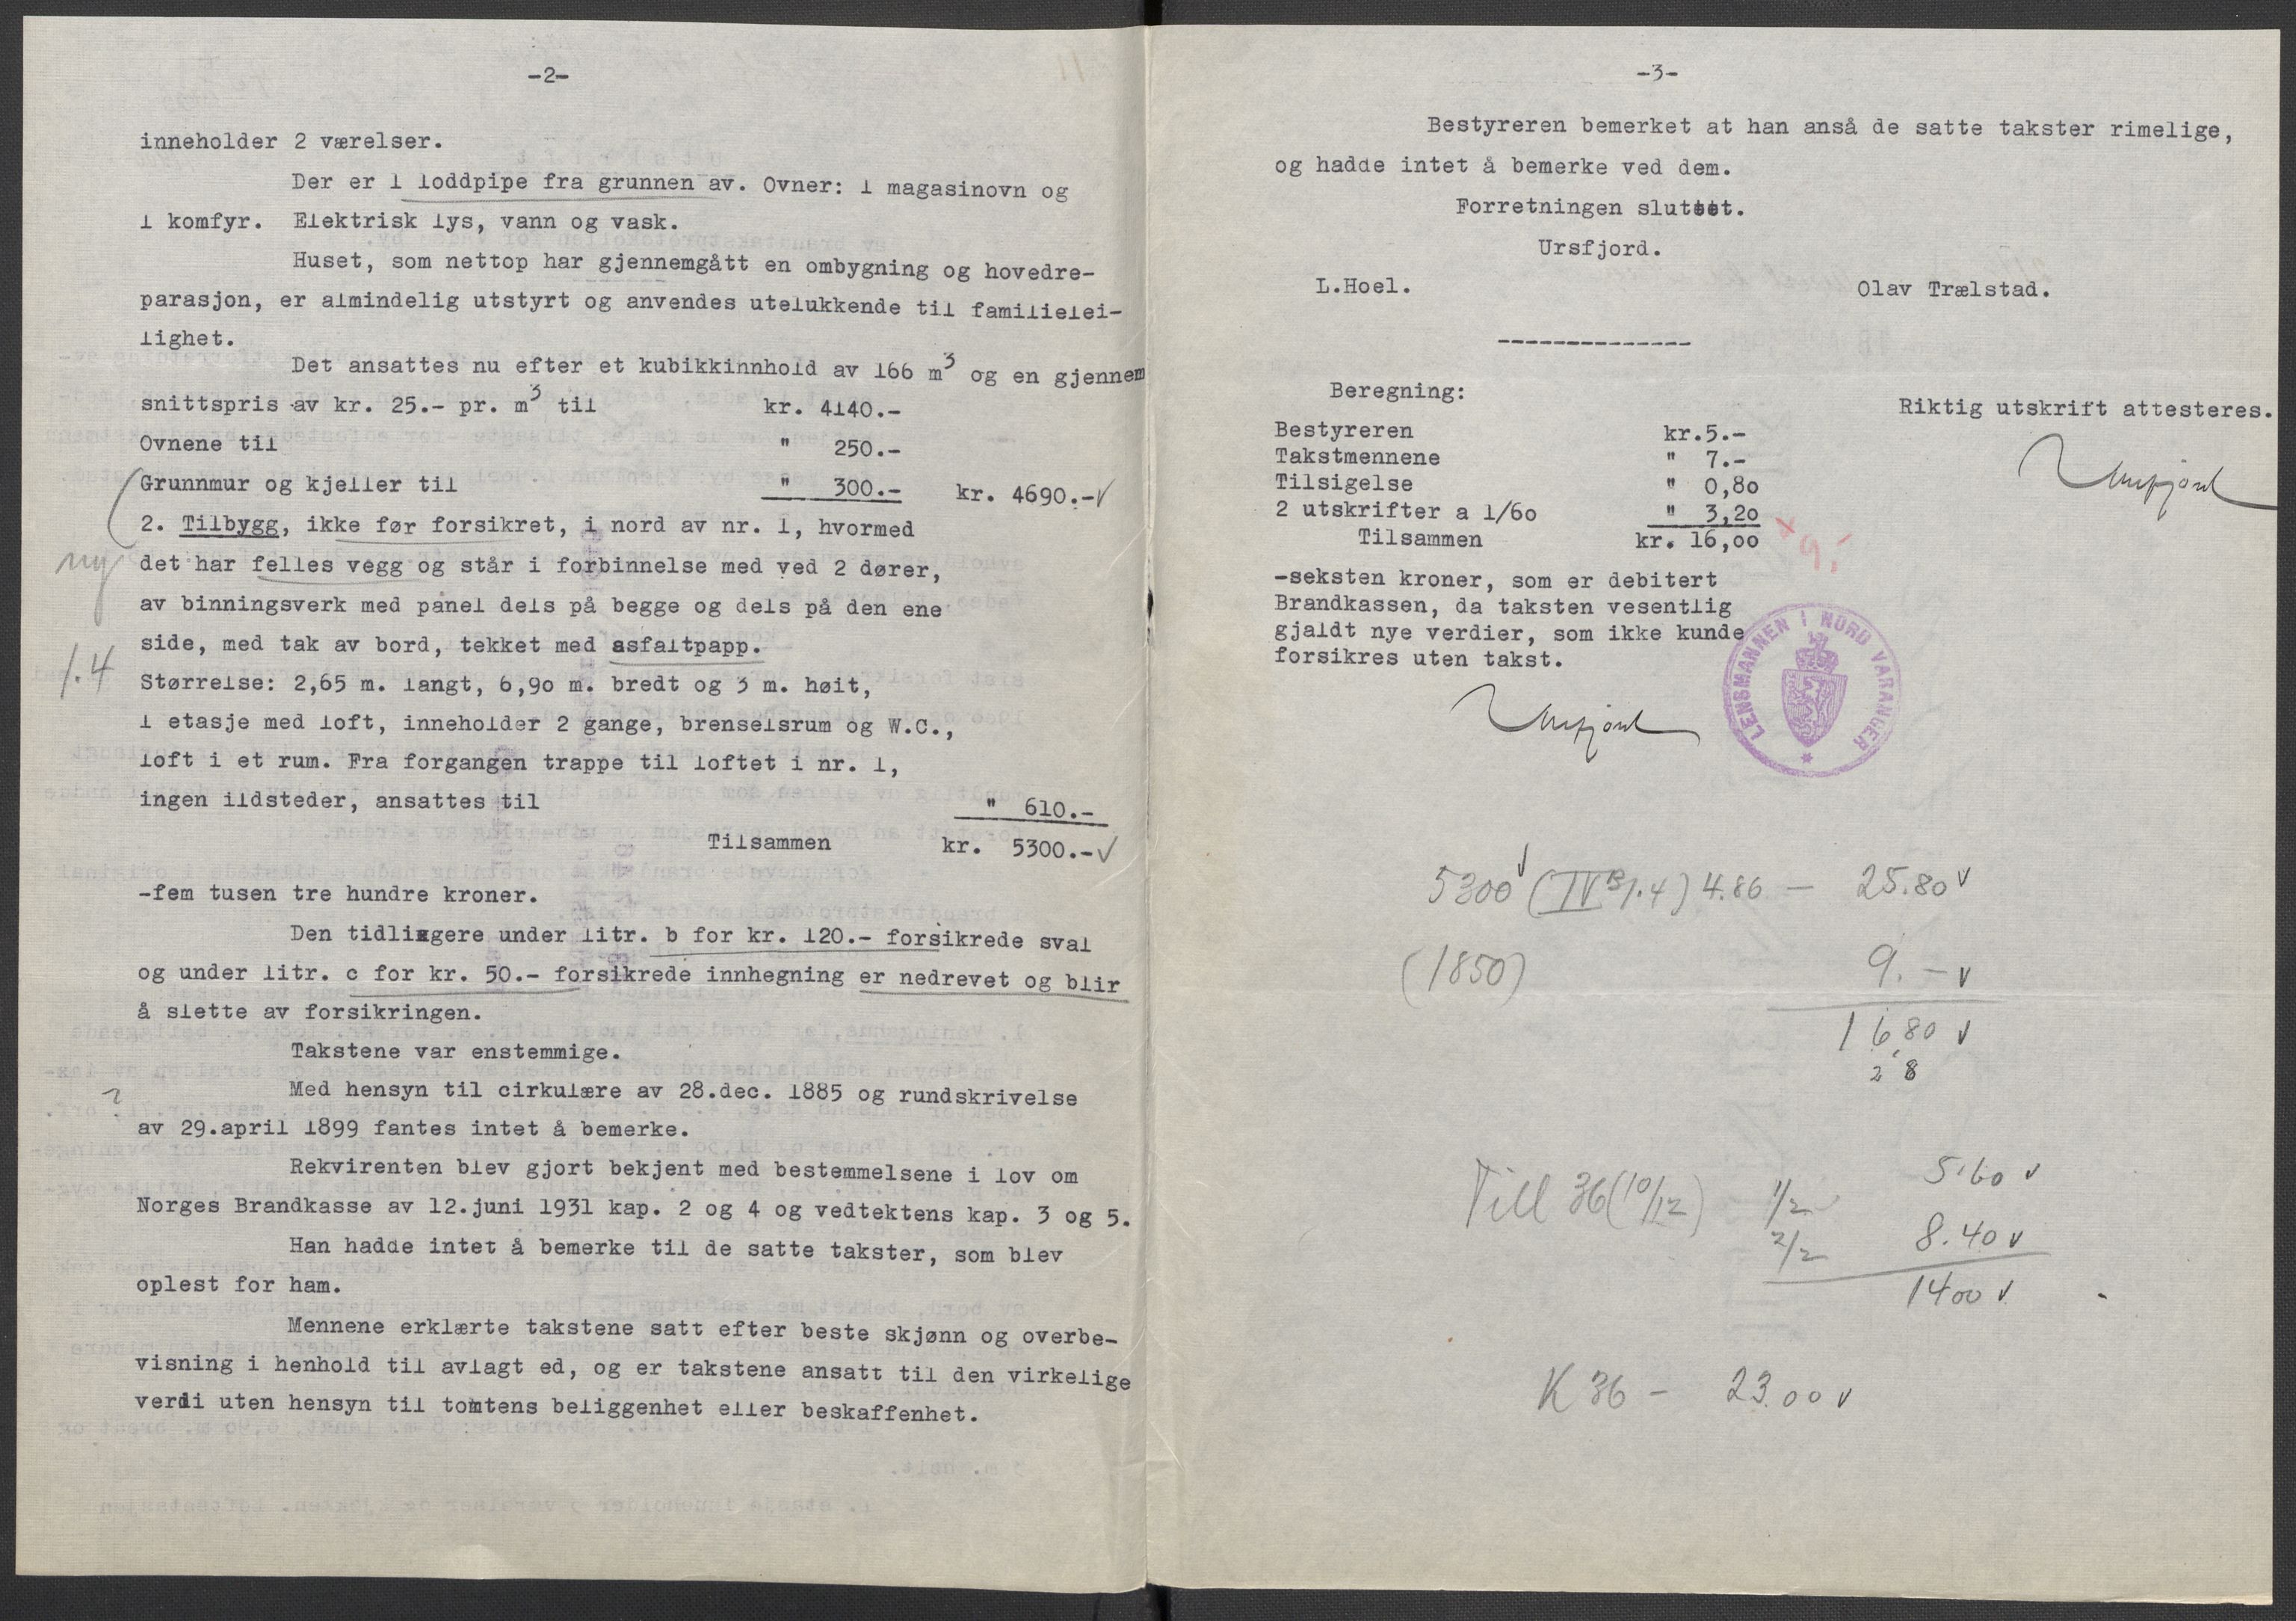 -2-
inneholder 2 værelser.
Der er 1 loddpipe fra grunnen av. Ovner: 1 magasinovn og
1 komfyr. Elektrisk lys, vann og vask.
Huset, som nettop har gjennemgått en ombygning og hovedre-
parasjon, er almindelig utstyrt og anvendes utelukkende til familielei-
lighet.
Det ansattes nu efter et kubikkinnhold av 166 m3 og en gjennem
snittspris av kr. 25.- pr. m3 til kr. 4140.-
Ovnene til " 250.-
Grunnmur og kjeller til " 300.- kr. 4690.-✓
2. Tilbygg, ikke før forsikret, i nord av nr. 1, hvormed
ny det har felles vegg og står i forbinnelse med ved 2 dører,
av binningsverk med panel dels på begge og dels på den ene
side, med tak av bord, tekket med asfaltpapp.
1.4 Størrelse: 2,65 m. langt, 6,90 m. bredt og 3 m. høit,
1 etasje med loft, inneholder 2 gange, brenselsrum og W.C.,
loft i et rum. Fra forgangen trappe til loftet i nr. 1,
ingen ildsteder, ansattes til " 610.-
Tilsammen kr. 5300.-✓
-fem tusen tre hundre kroner.
Den tidligere under litr. b for kr. 120.- forsikrede sval
og under litr. c for kr. 50.- forsikrede innhegning er nedrevet og blir
å slette av forsikringen.
Takstene var enstemmige.
? Med hensyn til cirkulære av 28.dec. 1885 og rundskrivelse
av 29.april 1899 fantes intet å bemerke.
Rekvirenten blev gjort bekjent med bestemmelsene i lov om
Norges Brandkasse av 12.juni 1931 kap. 2 og 4 og vedtektens kap. 3 og 5.
Han hadde intet å bemerke til de satte takster, som blev
oplest for ham.
Mennene erklærte takstene satt efter beste skjønn og overbe-
visning i henhold til avlagt ed, og er takstene ansatt til den virkelige
verdi uten hensyn til tomtens beliggenhet eller beskaffenhet.
-3-
Bestyreren bemerket at han anså de satte takster rimelige,
og hadde intet å bemerke ved dem.
Forretningen sluttet.
Ursfjord.
L.Hoel. Olav Trælstad.
--------------
Beregning:
Riktig utskrift attesteres.
Ursfjord
Bestyreren kr.5.-
Takstmennene " 7.-
Tilsigelse " 0,80
2 utskrifter a 1/60 " 3,20
Tilsammen kr. 16,00
+ 9.-
-seksten kroner, som er debitert
Brandkassen, da taksten vesentlig
gjaldt nye verdier, som ikke kunde
forsikres uten takst.
Ursfjord
LENSMANNEN I NORD VARANGER
5300✓ (IV B/1.4) 4.86 — 25.80 ✓
(1850) 9.— ✓
16,80 ✓
2 8
Till 36 (10/12) 1/2 5.60 ✓
2/2 8.40 ✓
1400 ✓
K 36 — 23.00 ✓